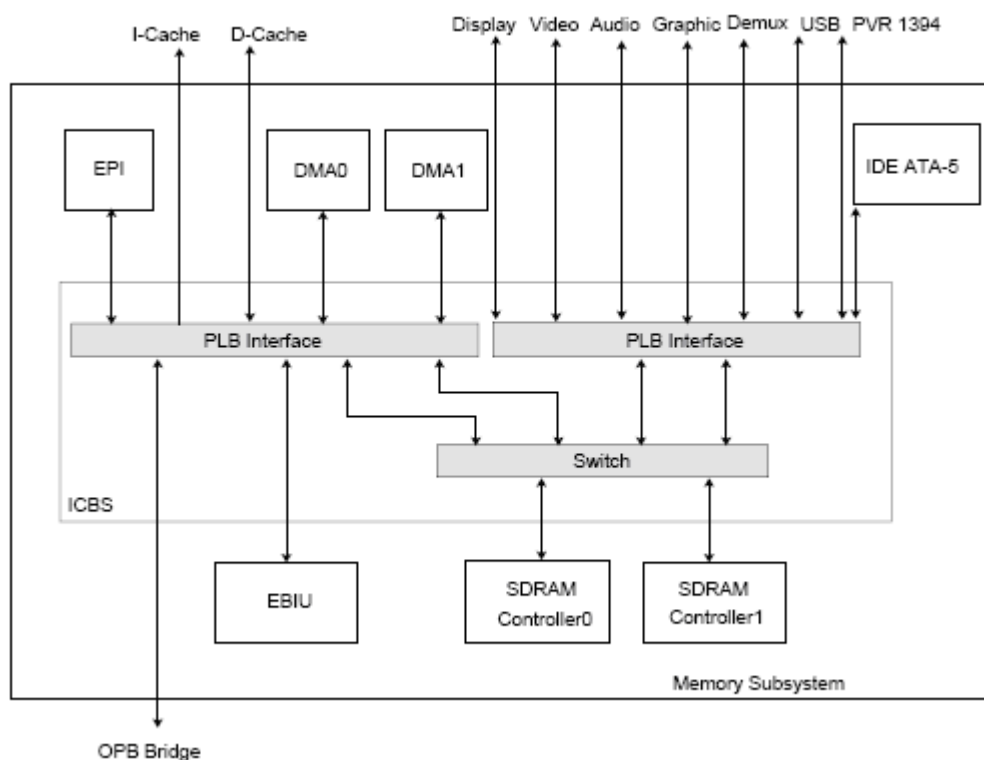 I-Cache D-Cache Display Video Audio Graphic Demux USB PVR 1394
EPI DMA0 DMA1 IDE ATA-5
PLB Interface PLB Interface
Switch
ICBS
EBIU
SDRAM
Controller0
SDRAM
Controller1
Memory Subsystem
OPB Bridge